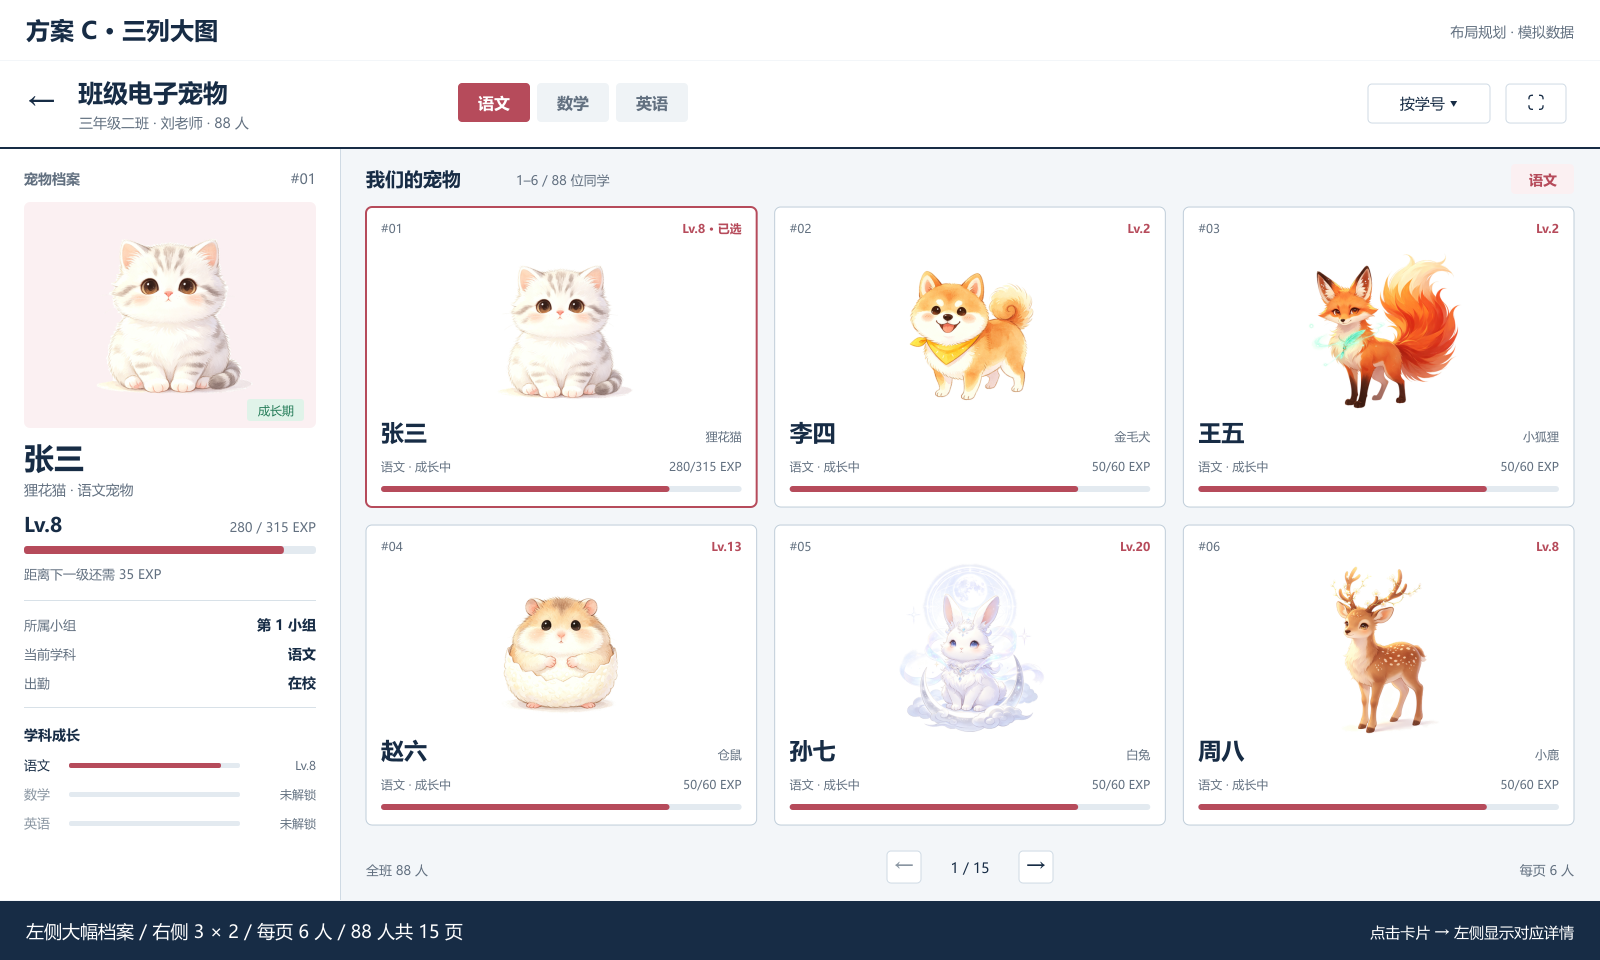 方案 C • 三列大图
布局规划 · 模拟数据
←
班级电子宠物
三年级二班 · 刘老师 · 88 人
语文
数学
英语
按学号 ▾
宠物档案
#01
成长期
张三
狸花猫 · 语文宠物
Lv.8
280 / 315 EXP
距离下一级还需 35 EXP
所属小组
第 1 小组
当前学科
语文
出勤
在校
学科成长
语文
Lv.8
数学
未解锁
英语
未解锁
我们的宠物
1–6 / 88 位同学
语文
#01
Lv.8 • 已选
张三
狸花猫
语文 · 成长中
280/315 EXP
#02
Lv.2
李四
金毛犬
语文 · 成长中
50/60 EXP
#03
Lv.2
王五
小狐狸
语文 · 成长中
50/60 EXP
#04
Lv.13
赵六
仓鼠
语文 · 成长中
50/60 EXP
#05
Lv.20
孙七
白兔
语文 · 成长中
50/60 EXP
#06
Lv.8
周八
小鹿
语文 · 成长中
50/60 EXP
全班 88 人
←
1 / 15
→
每页 6 人
左侧大幅档案 / 右侧 3 × 2 / 每页 6 人 / 88 人共 15 页
点击卡片 → 左侧显示对应详情